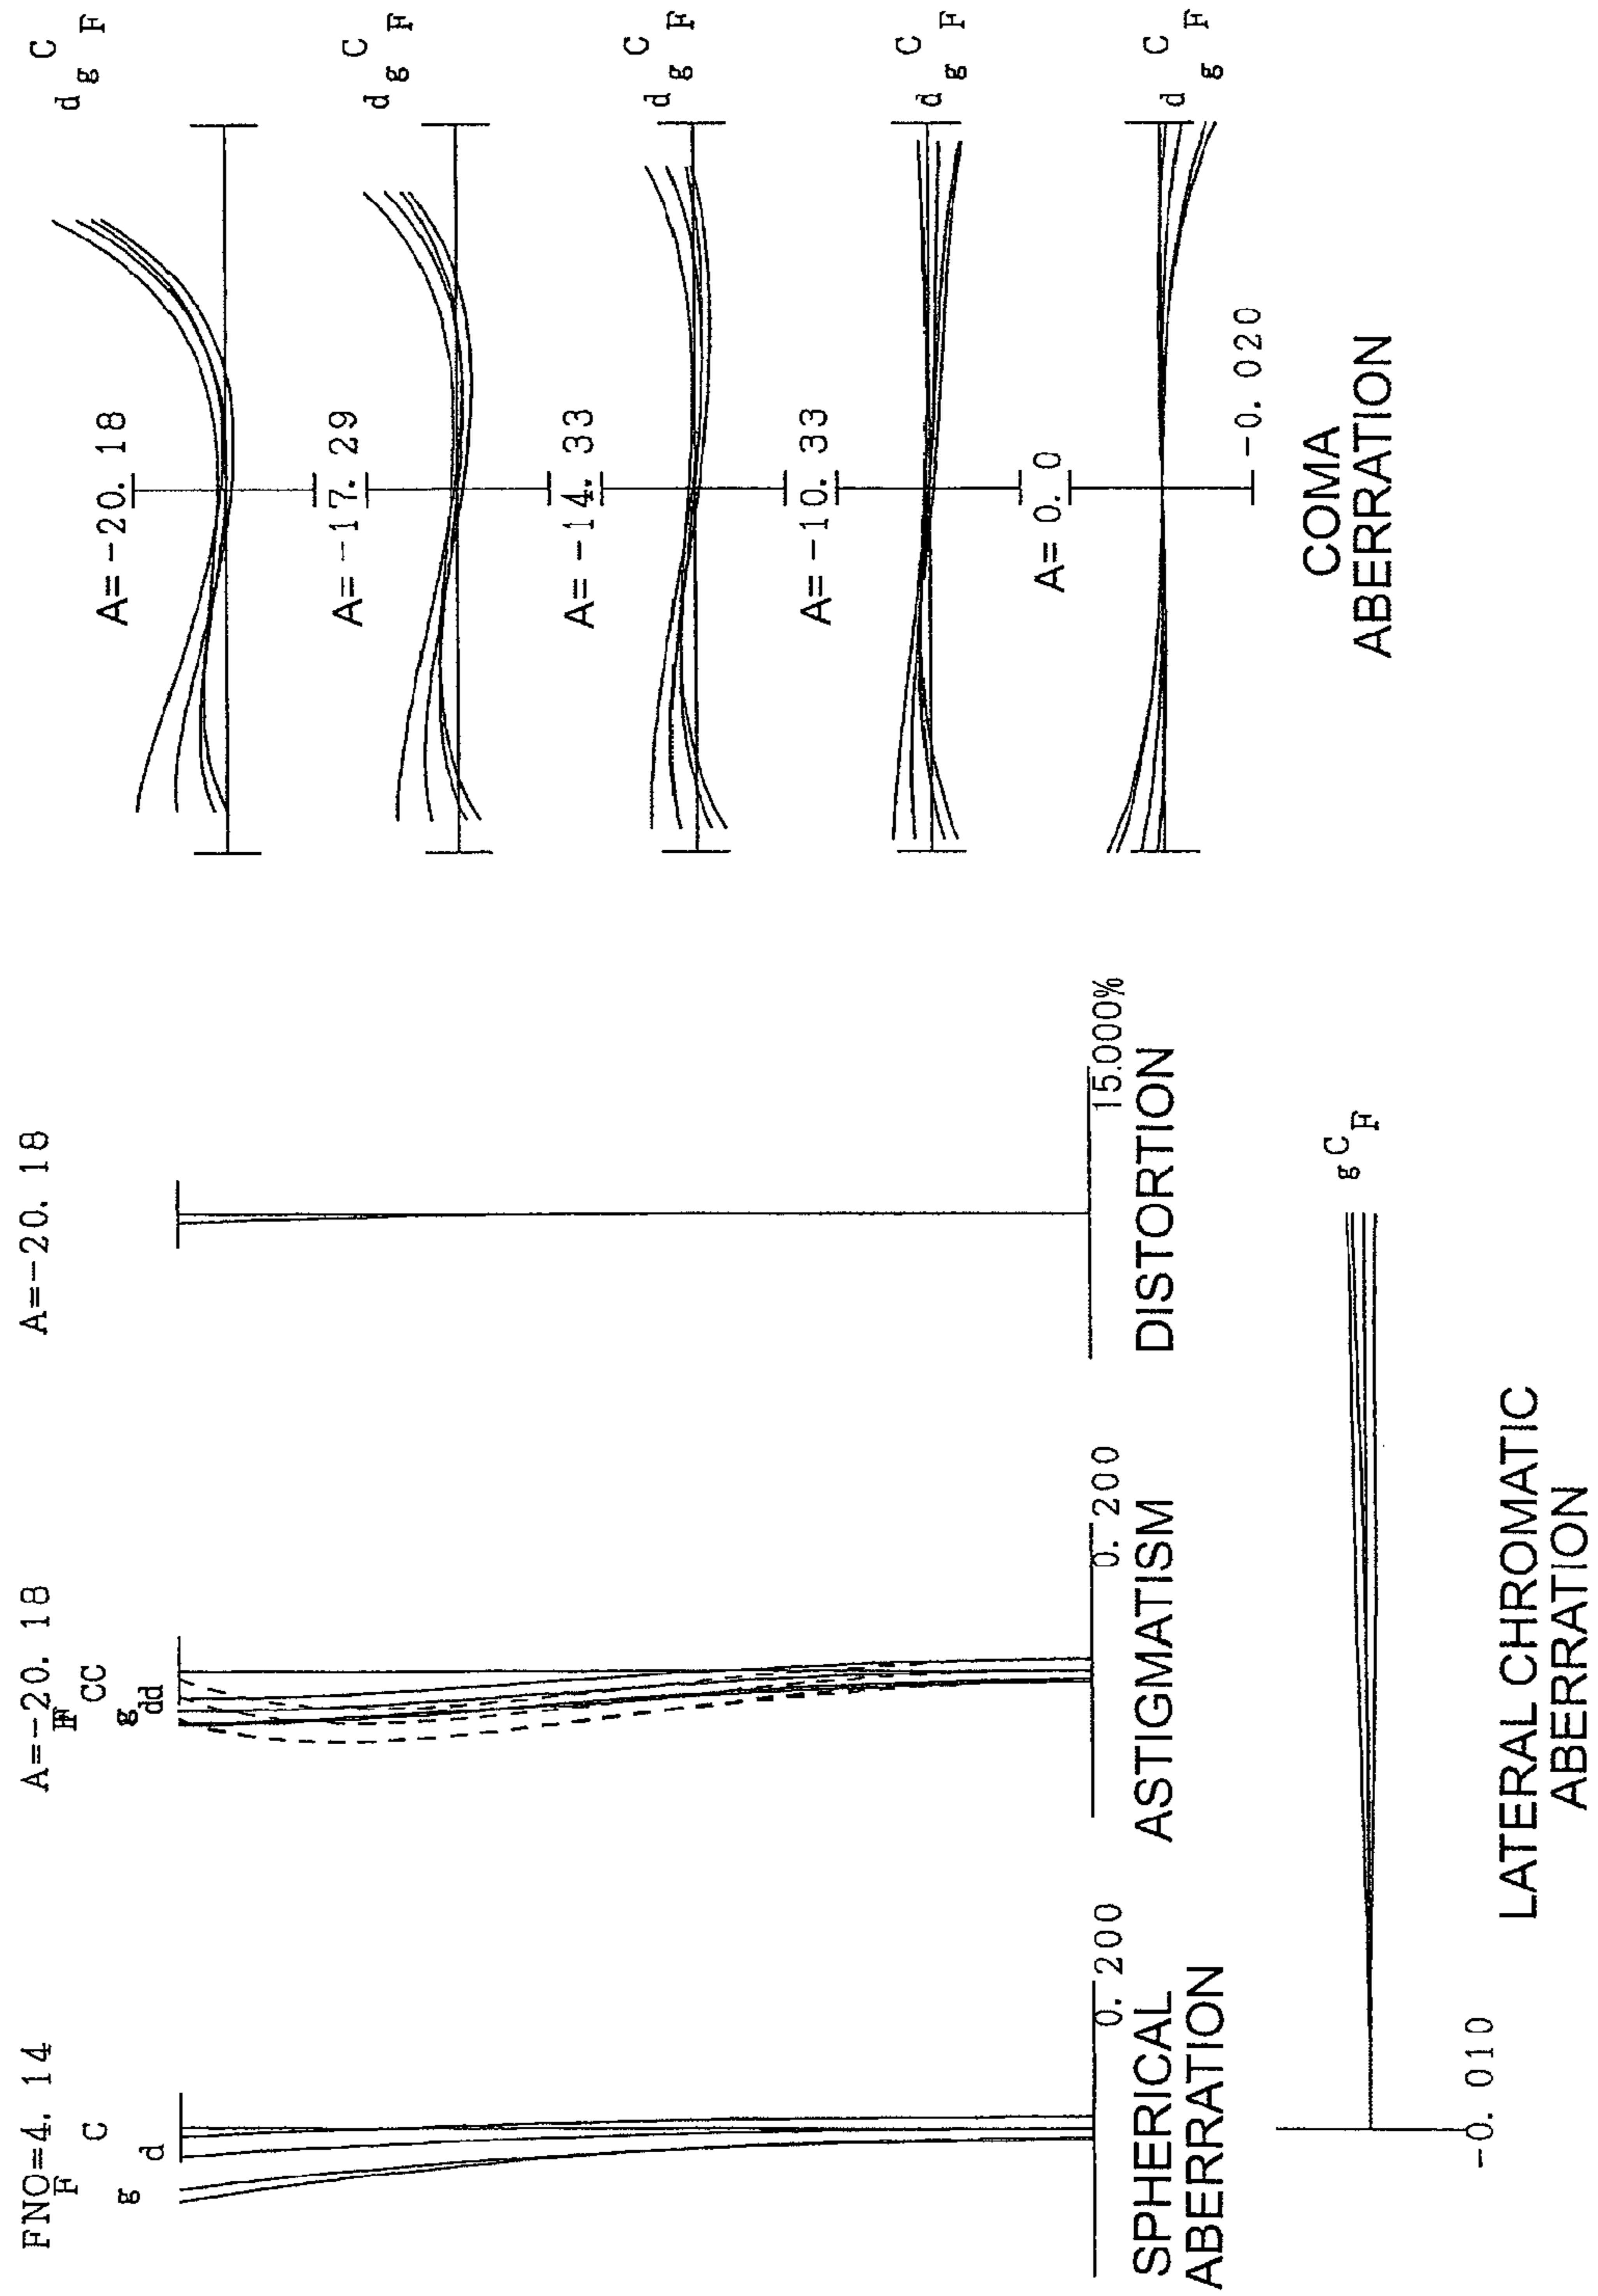 FNO=4. 14
F
C
g
d
0. 200
SPHERICAL
ABERRATION
A=-20. 18
FF
CC
g
dd
0. 200
ASTIGMATISM
A=-20. 18
15.000%
DISTORTION
g C
F
-0. 010
LATERAL CHROMATIC
ABERRATION
A=-20. 18
d g C F
A=-17. 29
d g C F
A=-14. 33
d g C F
A=-10. 33
d g C F
A= 0. 0
d g C F
-0. 020
COMA
ABERRATION